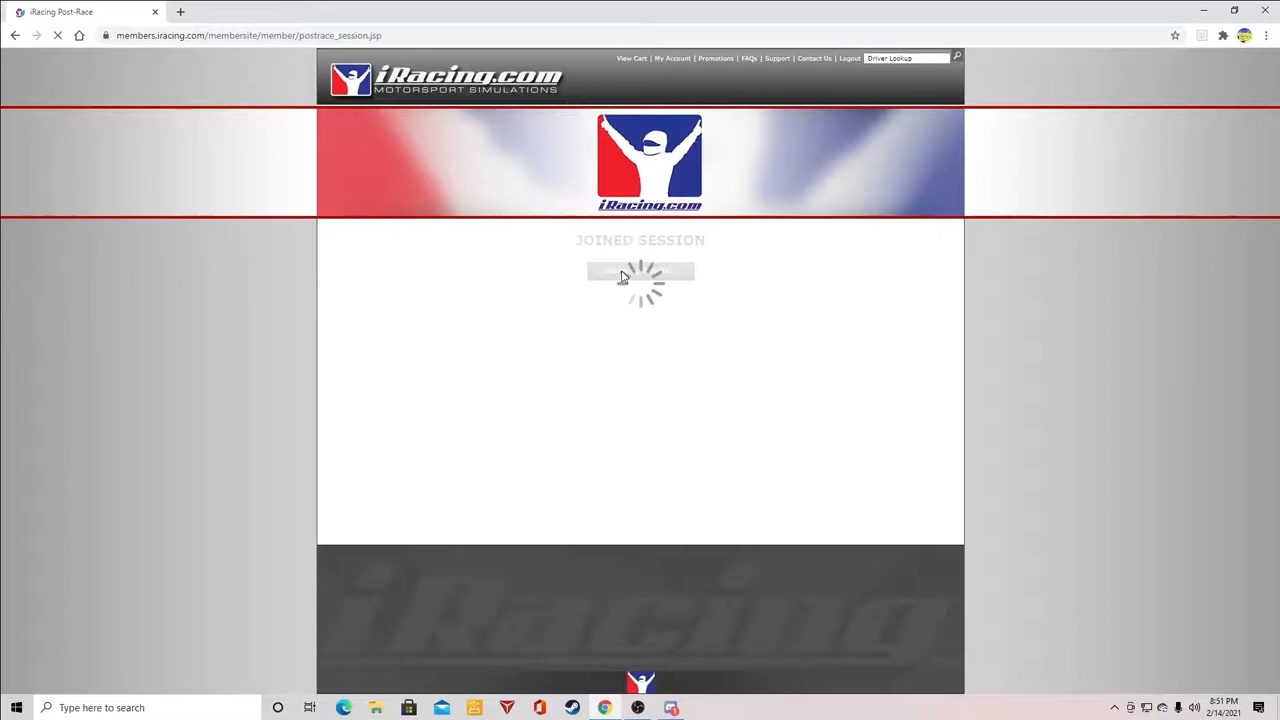 iRacing Post-Race
members.iracing.com/membersite/member/postrace_session.jsp
View Cart | My Account | Promotions | FAQs | Support | Contact Us | Logout
Driver Lookup
iRacing.com
MOTORSPORT SIMULATIONS
iRacing.com
JOINED SESSION
iRacing
Type here to search
8:51 PM
2/14/2021